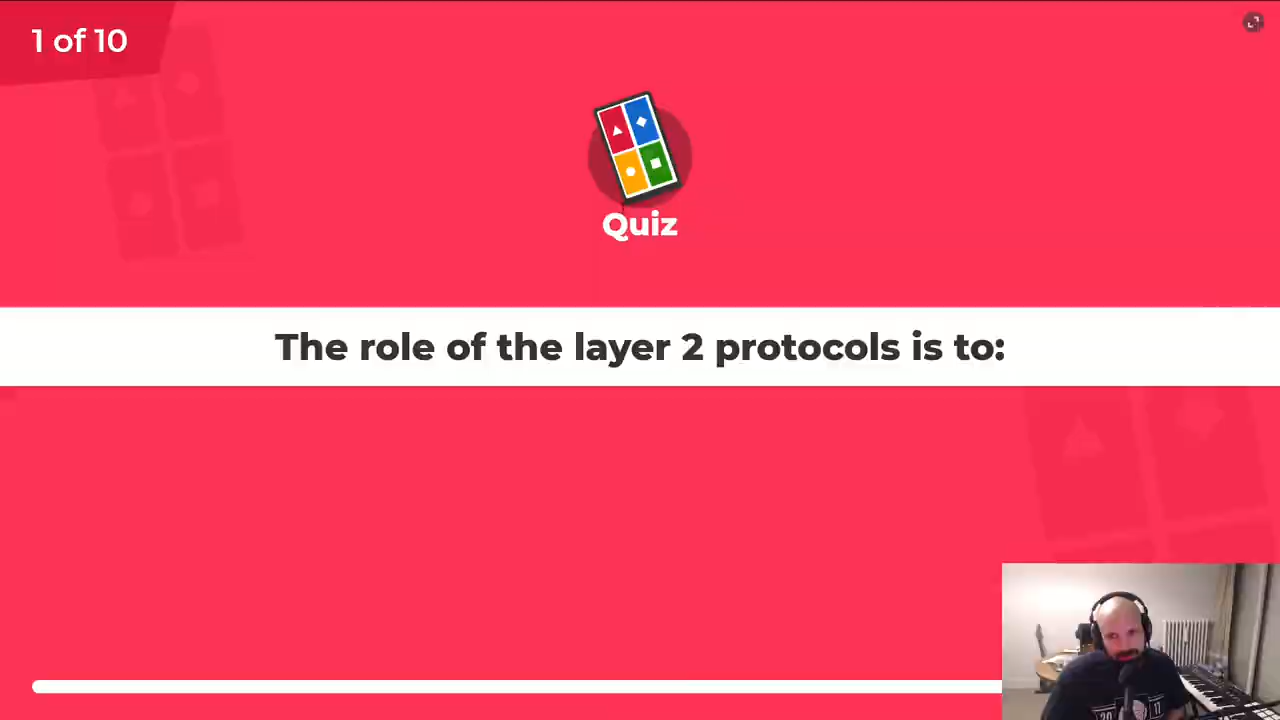 1 of 10
Quiz
The role of the layer 2 protocols is to: